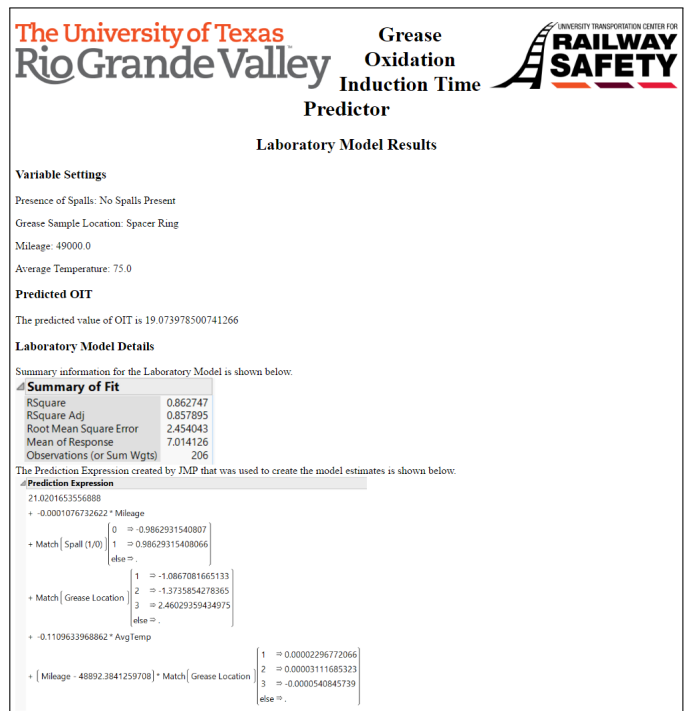 The University of Texas
Rio Grande Valley
Grease
Oxidation
Induction Time
Predictor
UNIVERSITY TRANSPORTATION CENTER FOR
RAILWAY
SAFETY
Laboratory Model Results
Variable Settings
Presence of Spalls: No Spalls Present
Grease Sample Location: Spacer Ring
Mileage: 49000.0
Average Temperature: 75.0
Predicted OIT
The predicted value of OIT is 19.073978500741266
Laboratory Model Details
Summary information for the Laboratory Model is shown below.
Summary of Fit
RSquare 0.862747
RSquare Adj 0.857895
Root Mean Square Error 2.454043
Mean of Response 7.014126
Observations (or Sum Wgts) 206
The Prediction Expression created by JMP that was used to create the model estimates is shown below.
Prediction Expression
21.0201653556888
+ -0.0001076732622 * Mileage
+ Match( Spall (1/0) )
0 ⇒ -0.9862931540807
1 ⇒ 0.98629315408066
else ⇒ .
+ Match( Grease Location )
1 ⇒ -1.0867081665133
2 ⇒ -1.3735854278365
3 ⇒ 2.46029359434975
else ⇒ .
+ -0.1109633968862 * AvgTemp
+ ( Mileage - 48892.3841259708 ) * Match( Grease Location )
1 ⇒ 0.00002296772066
2 ⇒ 0.00003111685323
3 ⇒ -0.0000540845739
else ⇒ .